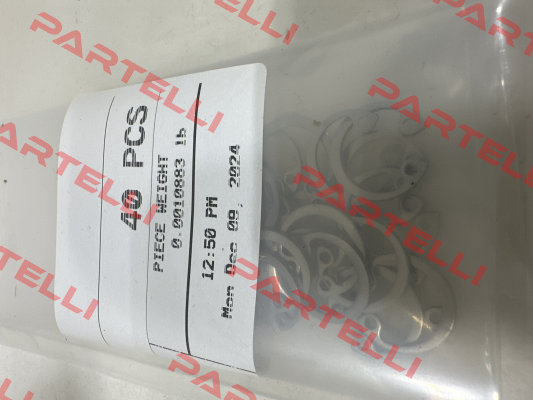 40 PCS
PIECE WEIGHT
0.0010883 lb
12:50 PM
Mon Dec 09, 2024
PARTELLI
PARTELLI
PARTELLI
PARTELLI
PARTELLI
PARTELLI
PARTELLI